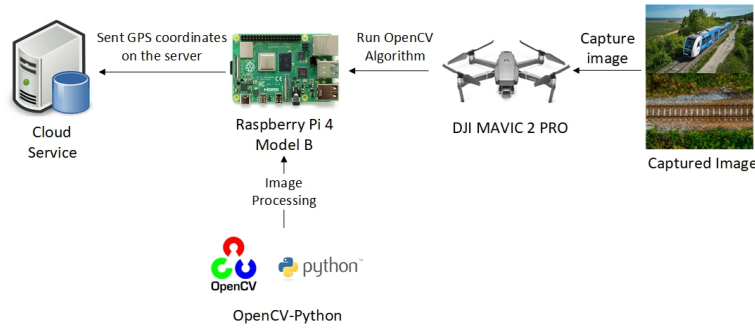 Sent GPS coordinates
on the server
Run OpenCV
Algorithm
Capture
image
Cloud
Service
Raspberry Pi 4
Model B
DJI MAVIC 2 PRO
Captured Image
Image
Processing
OpenCV
python™
OpenCV-Python